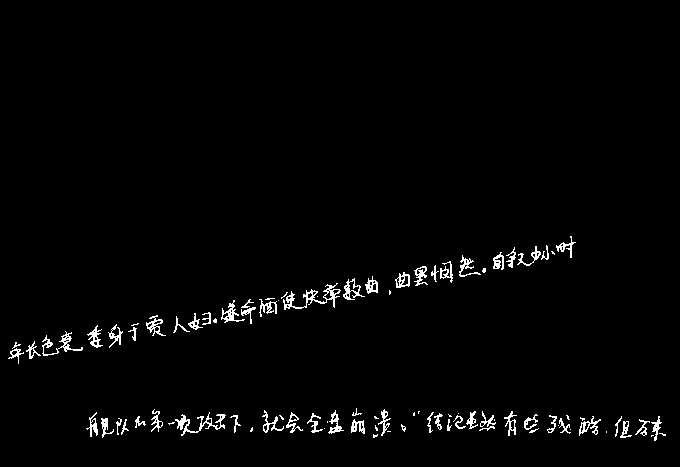 年长色衰,委身于贾人妇。遂命酒使快弹数曲,曲罢悯然。自叙少小时
舰队在第一次攻击下,就会全盘崩溃。“结论虽然有些残酷,但原来